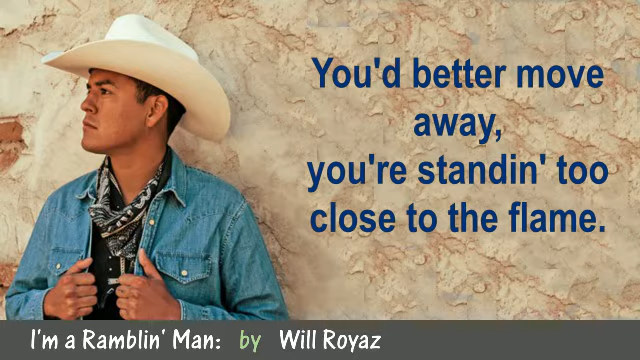 You'd better move
away,
you're standin' too
close to the flame.
I'm a Ramblin' Man: by Will Royaz